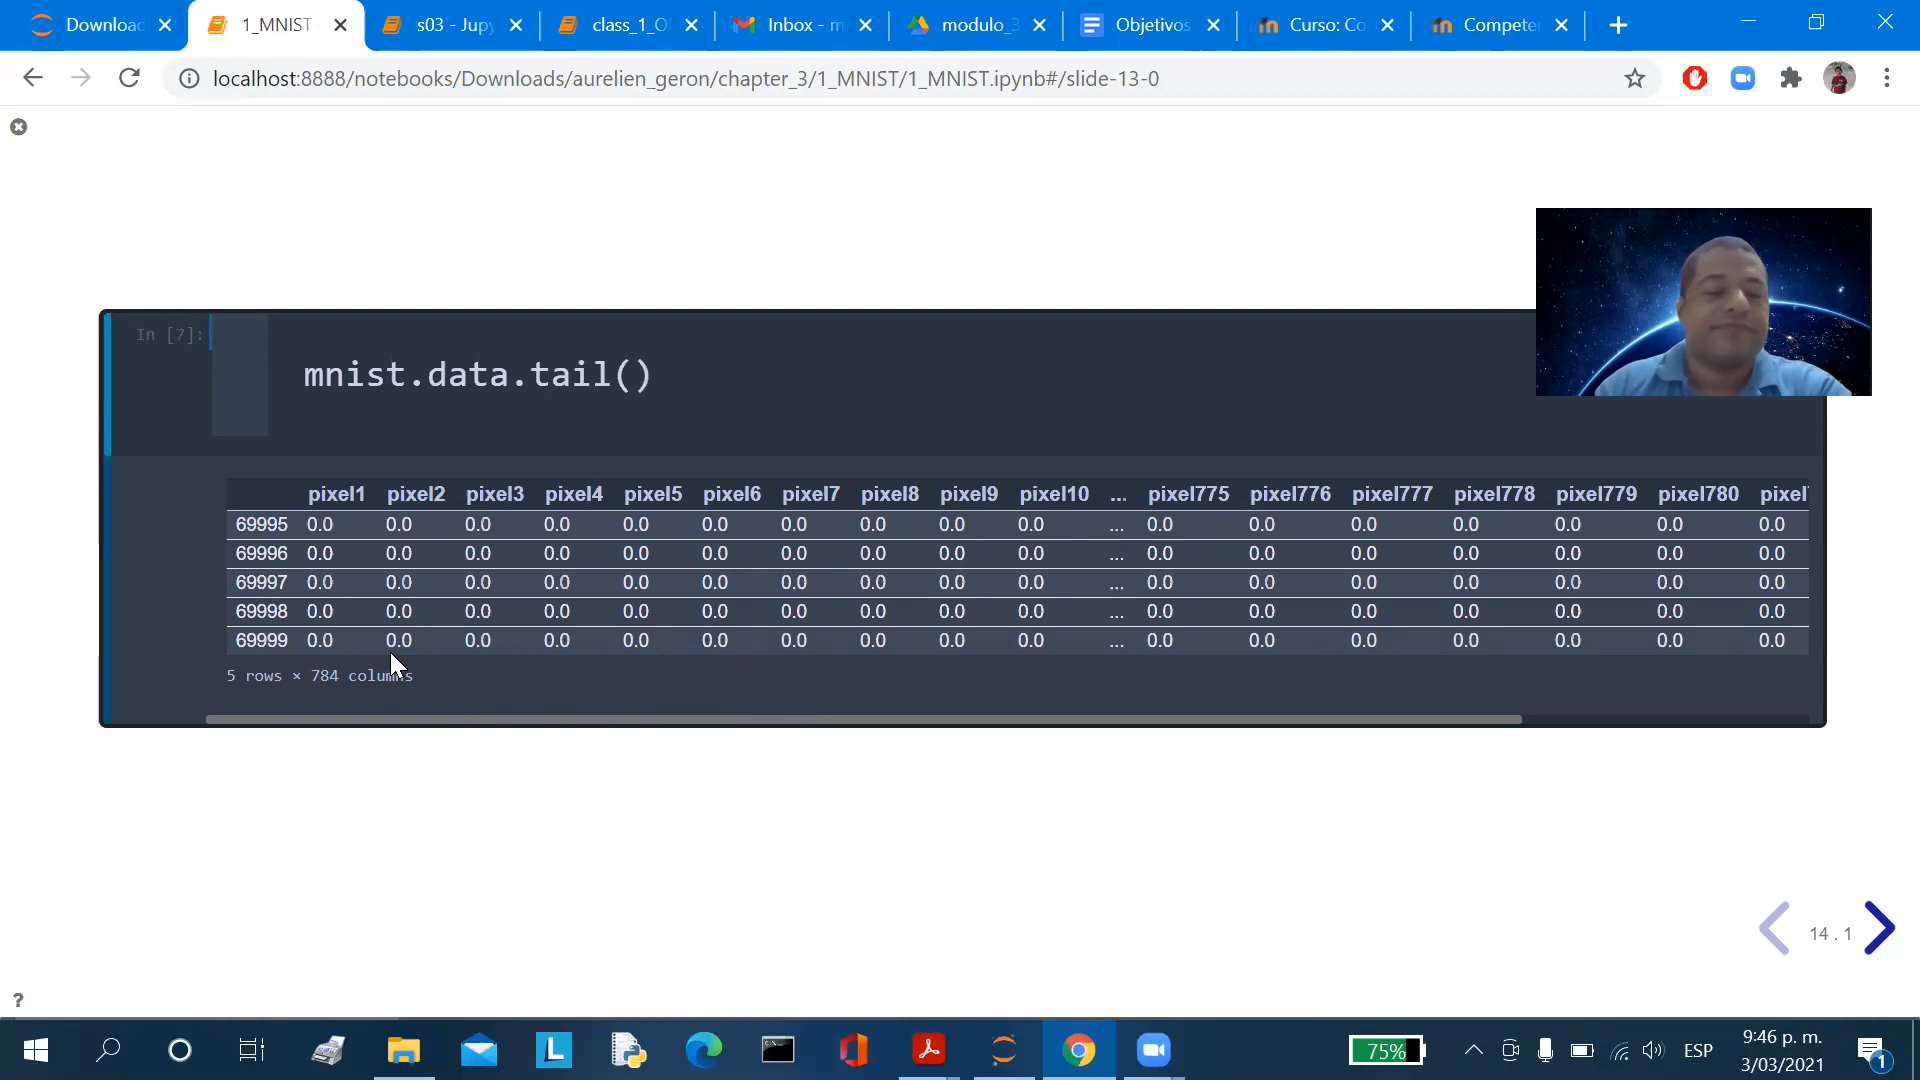 Downloa
1_MNIST
s03 - Jupy
class_1_O
Inbox - rr
modulo_3
Objetivos
Curso: Co
Competer
localhost:8888/notebooks/Downloads/aurelien_geron/chapter_3/1_MNIST/1_MNIST.ipynb#/slide-13-0
In [7]:
mnist.data.tail()
pixel1 pixel2 pixel3 pixel4 pixel5 pixel6 pixel7 pixel8 pixel9 pixel10 ... pixel775 pixel776 pixel777 pixel778 pixel779 pixel780 pixel
69995 0.0 0.0 0.0 0.0 0.0 0.0 0.0 0.0 0.0 0.0 ... 0.0 0.0 0.0 0.0 0.0 0.0 0.0
69996 0.0 0.0 0.0 0.0 0.0 0.0 0.0 0.0 0.0 0.0 ... 0.0 0.0 0.0 0.0 0.0 0.0 0.0
69997 0.0 0.0 0.0 0.0 0.0 0.0 0.0 0.0 0.0 0.0 ... 0.0 0.0 0.0 0.0 0.0 0.0 0.0
69998 0.0 0.0 0.0 0.0 0.0 0.0 0.0 0.0 0.0 0.0 ... 0.0 0.0 0.0 0.0 0.0 0.0 0.0
69999 0.0 0.0 0.0 0.0 0.0 0.0 0.0 0.0 0.0 0.0 ... 0.0 0.0 0.0 0.0 0.0 0.0 0.0
5 rows × 784 columns
14 . 1
?
75%
ESP
9:46 p. m.
3/03/2021
1